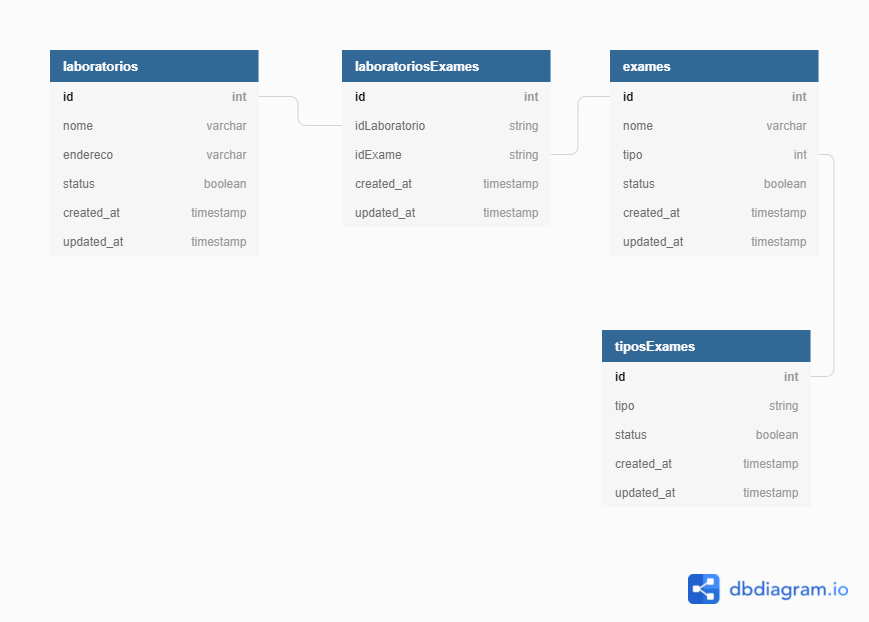 laboratorios
id int
nome varchar
endereco varchar
status boolean
created_at timestamp
updated_at timestamp
laboratoriosExames
id int
idLaboratorio string
idExame string
created_at timestamp
updated_at timestamp
exames
id int
nome varchar
tipo int
status boolean
created_at timestamp
updated_at timestamp
tiposExames
id int
tipo string
status boolean
created_at timestamp
updated_at timestamp
dbdiagram.io